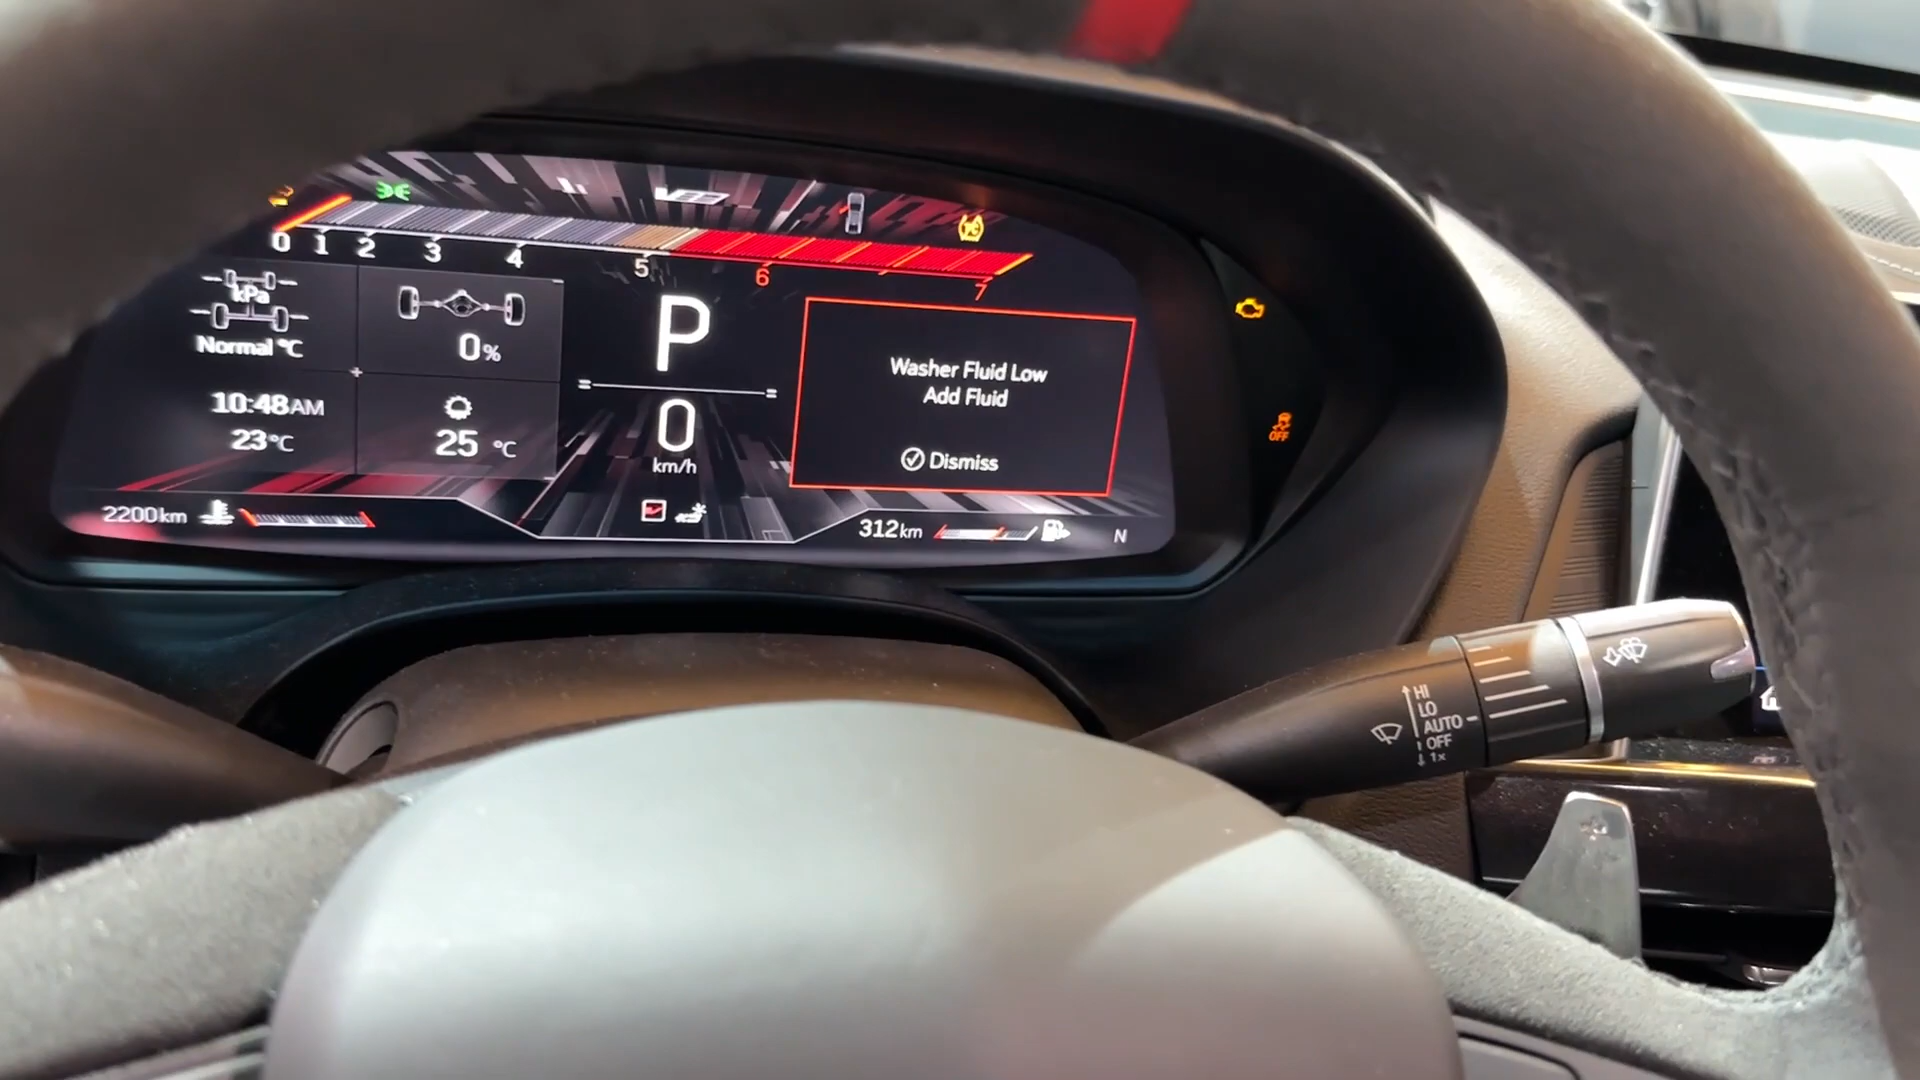 0 1 2 3 4 5 6 7
kPa
Normal °C
0%
10:48AM
23°C
25 °C
P
0
km/h
Washer Fluid Low
Add Fluid
Dismiss
2200km
312km
N
OFF
HI
LO
AUTO
OFF
1x